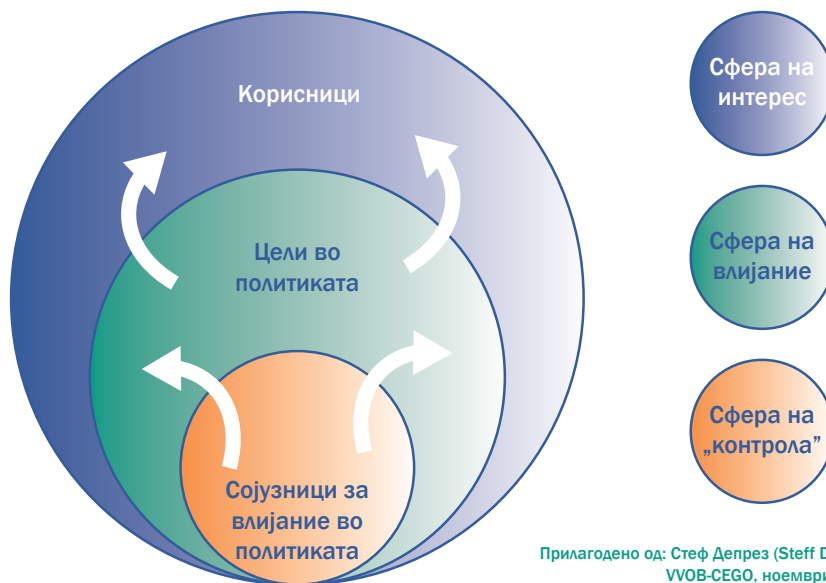 Корисници
Цели во
политиката
Сојузници за
влијание во
политиката
Сфера на
интерес
Сфера на
влијание
Сфера на
„контрола”
Прилагодено од: Стеф Депрез (Steff D
VVOB-CEGO, ноември